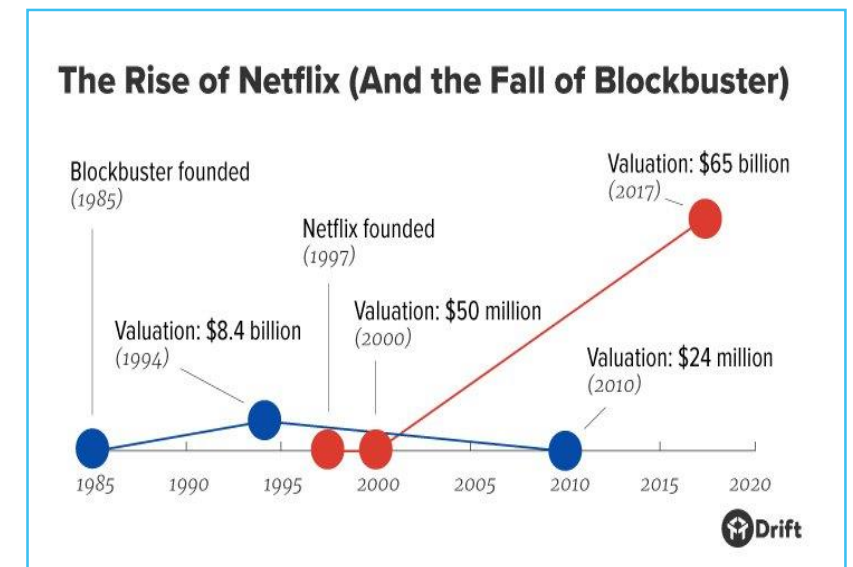 The Rise of Netflix (And the Fall of Blockbuster)
Blockbuster founded
(1985)
Netflix founded
(1997)
Valuation: $65 billion
(2017)
Valuation: $8.4 billion
(1994)
Valuation: $50 million
(2000)
Valuation: $24 million
(2010)
1985 1990 1995 2000 2005 2010 2015 2020
Drift